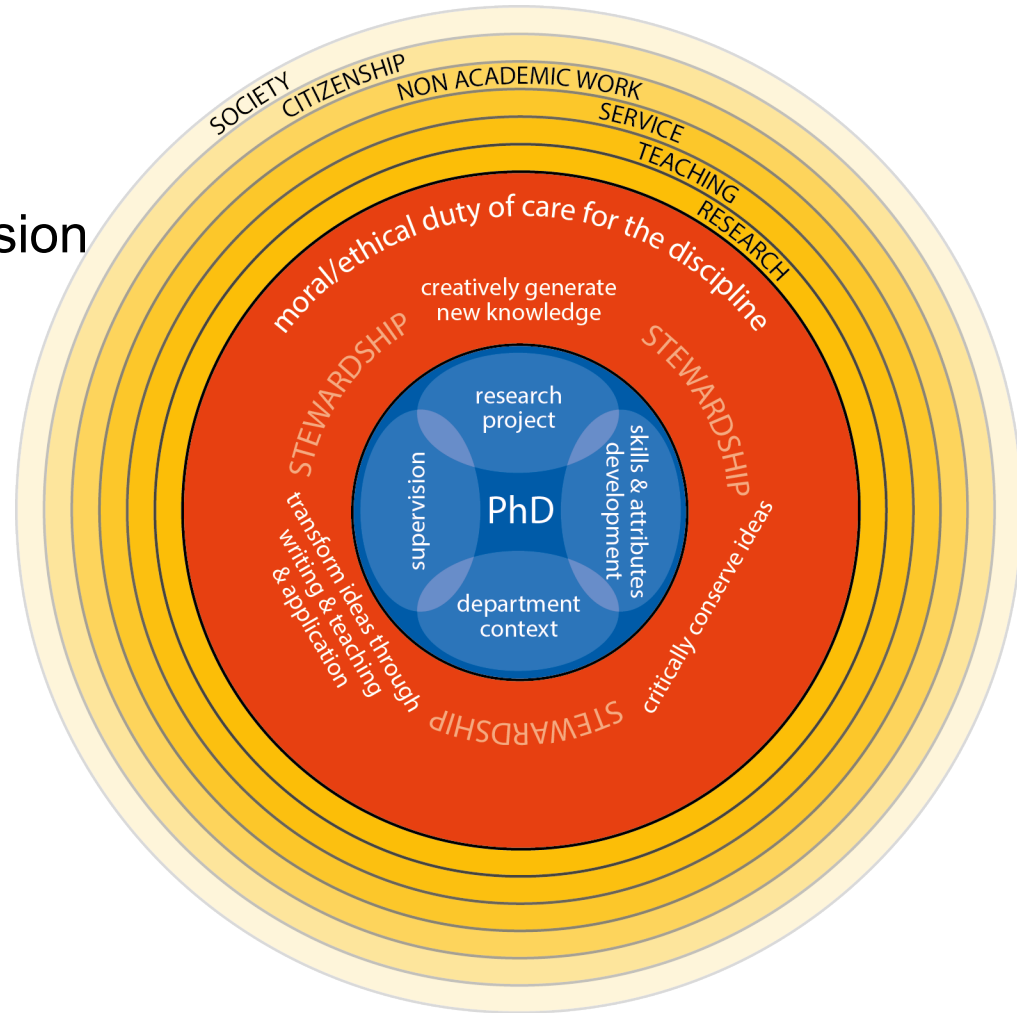 SOCIETY
CITIZENSHIP
NON ACADEMIC WORK
SERVICE
TEACHING
RESEARCH
sion
moral/ethical duty of care for the discipline
creatively generate
new knowledge
STEWARDSHIP
STEWARDSHIP
research
project
supervision
PhD
skills & attributes
development
department
context
transform ideas through
writing & teaching
& application
critically conserve ideas
STEWARDSHIP